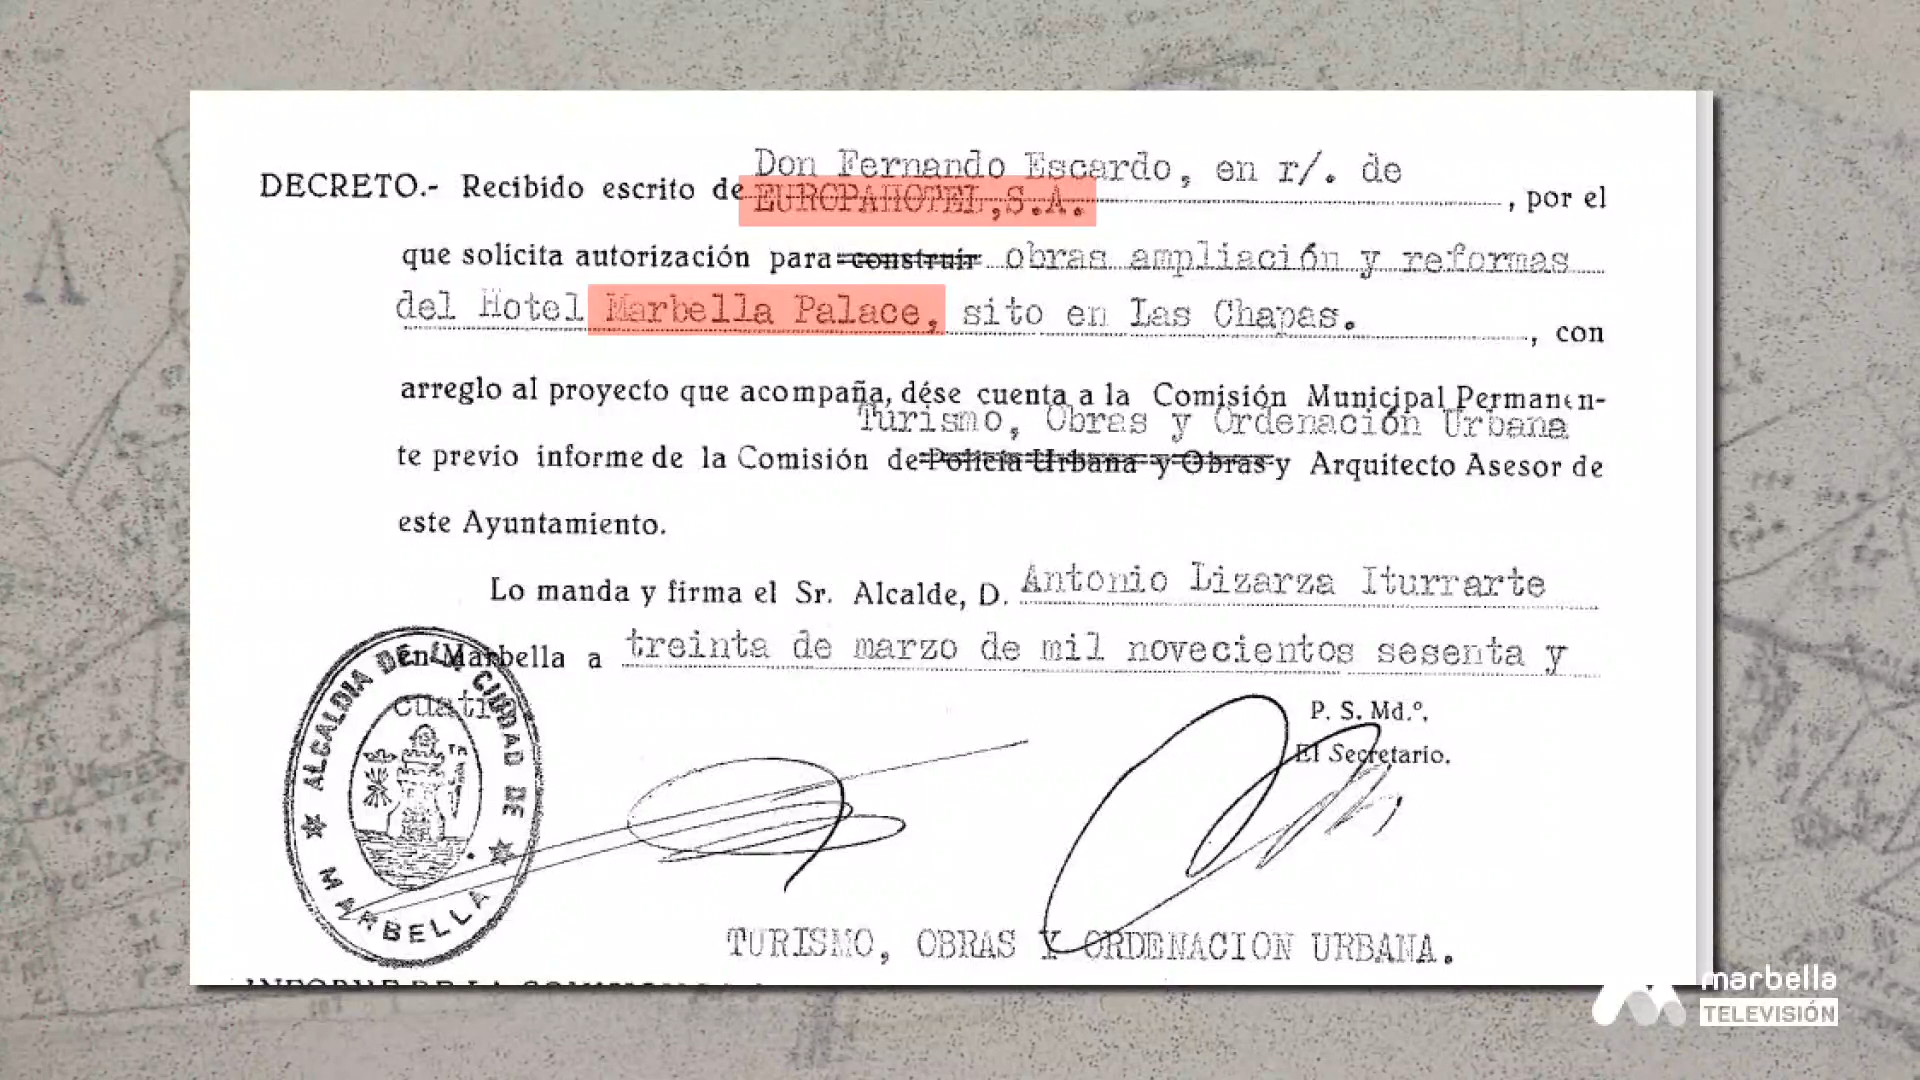 Don Fernando Escardo, en r/. de
DECRETO.- Recibido escrito de EUROPAHOTEL,S.A. , por el
que solicita autorización para construir obras ampliación y reformas
del Hotel Marbella Palace, sito en Las Chapas. , con
arreglo al proyecto que acompaña, dése cuenta a la Comisión Municipal Permanen-
Turismo, Obras y Ordenación Urbana
te previo informe de la Comisión de Policía Urbana y Obras y Arquitecto Asesor de
este Ayuntamiento.
Lo manda y firma el Sr. Alcalde, D. Antonio Lizarza Iturrarte
en Marbella a treinta de marzo de mil novecientos sesenta y
P. S. Md.º,
El Secretario.
ALCALDIA DE LA CIUDAD DE MARBELLA
TURISMO, OBRAS Y ORDENACION URBANA.
marbella
TELEVISIÓN